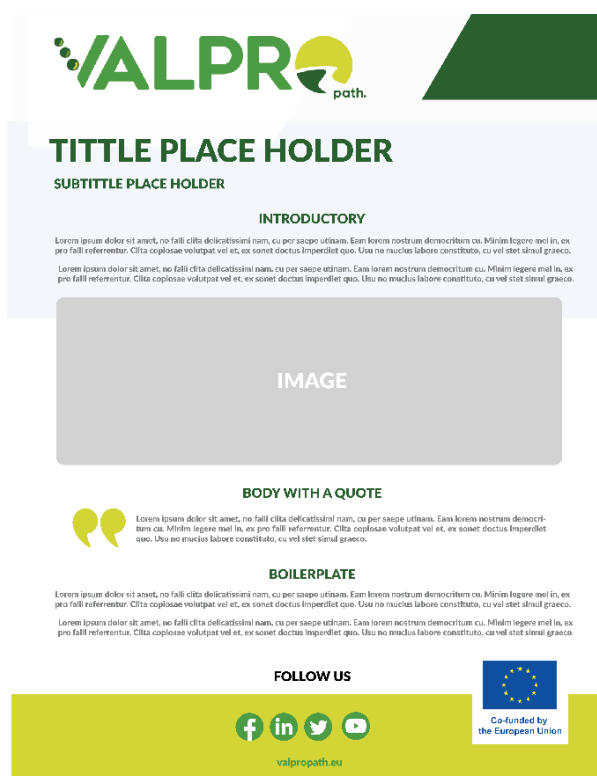 VALPRO
path.
TITTLE PLACE HOLDER
SUBTITTLE PLACE HOLDER
INTRODUCTORY
Lorem ipsum dolor sit amet, no falli clita delicatissimi nam, cu per saepe utinam. Eam lorem nostrum democritum cu. Minim legere mel in, ex
pro falli referrentur. Clita copiosae volutpat vel et, ex sonet doctus imperdiet quo. Usu no mucius labore constituto, cu vel stet simul graeco.
Lorem ipsum dolor sit amet, no falli clita delicatissimi nam, cu per saepe utinam. Eam lorem nostrum democritum cu. Minim legere mel in, ex
pro falli referrentur. Clita copiosae volutpat vel et, ex sonet doctus imperdiet quo. Usu no mucius labore constituto, cu vel stet simul graeco.
IMAGE
BODY WITH A QUOTE
Lorem ipsum dolor sit amet, no falli clita delicatissimi nam, cu per saepe utinam. Eam lorem nostrum democri-
tum cu. Minim legere mel in, ex pro falli referrentur. Clita copiosae volutpat vel et, ex sonet doctus imperdiet
quo. Usu no mucius labore constituto, cu vel stet simul graeco.
BOILERPLATE
Lorem ipsum dolor sit amet, no falli clita delicatissimi nam, cu per saepe utinam. Eam lorem nostrum democritum cu. Minim legere mel in, ex
pro falli referrentur. Clita copiosae volutpat vel et, ex sonet doctus imperdiet quo. Usu no mucius labore constituto, cu vel stet simul graeco.
Lorem ipsum dolor sit amet, no falli clita delicatissimi nam, cu per saepe utinam. Eam lorem nostrum democritum cu. Minim legere mel in, ex
pro falli referrentur. Clita copiosae volutpat vel et, ex sonet doctus imperdiet quo. Usu no mucius labore constituto, cu vel stet simul graeco.
FOLLOW US
Co-funded by
the European Union
valpropath.eu